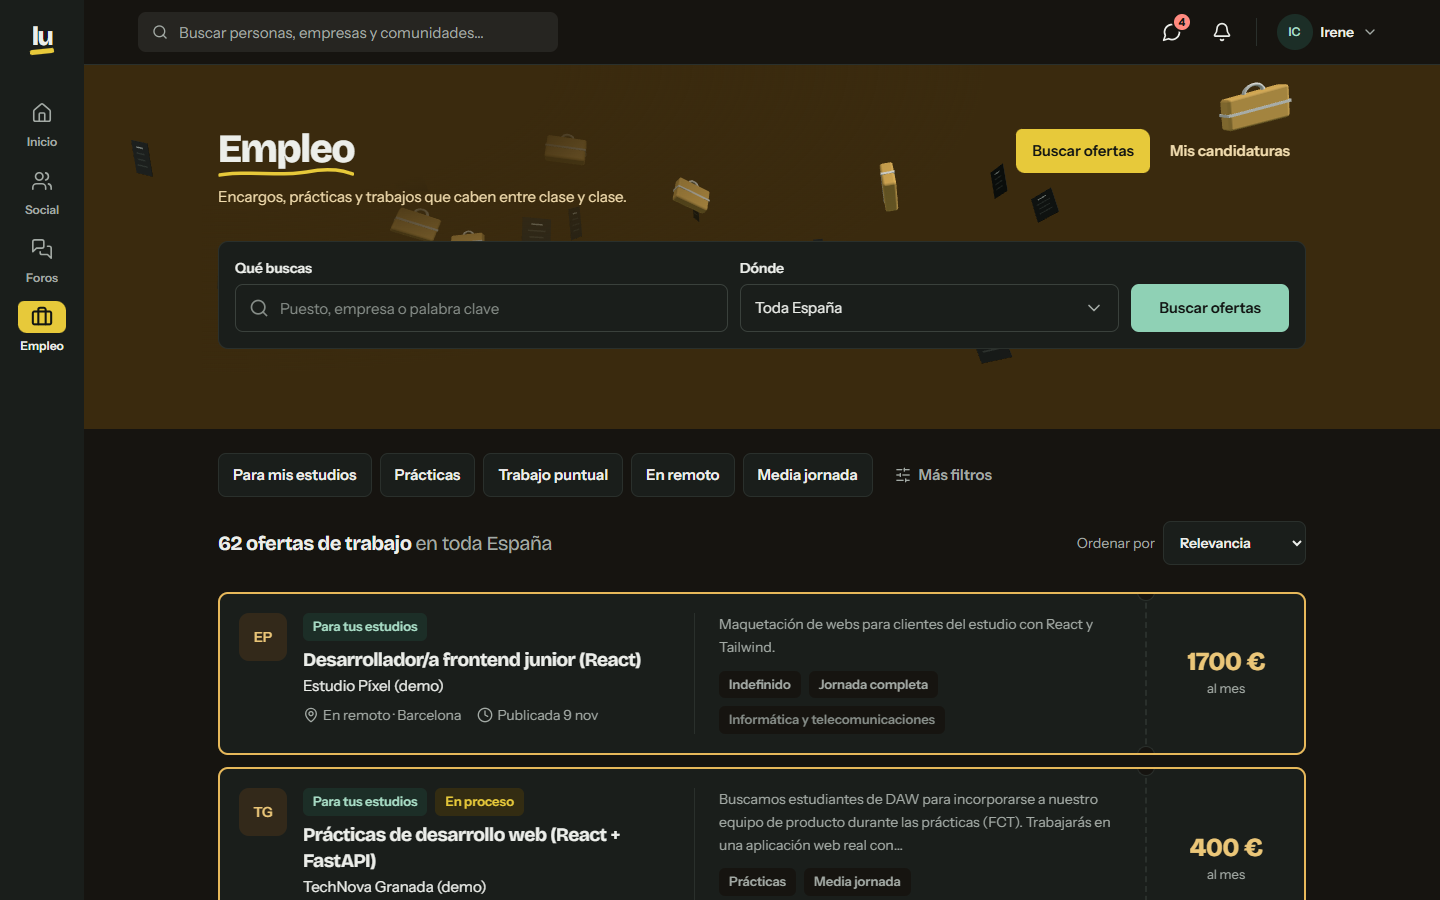 lu
Buscar personas, empresas y comunidades...
4
IC
Irene
Inicio
Social
Foros
Empleo
Empleo
Encargos, prácticas y trabajos que caben entre clase y clase.
Buscar ofertas
Mis candidaturas
Qué buscas
Puesto, empresa o palabra clave
Dónde
Toda España
Buscar ofertas
Para mis estudios
Prácticas
Trabajo puntual
En remoto
Media jornada
Más filtros
62 ofertas de trabajo en toda España
Ordenar por
Relevancia
EP
Para tus estudios
Desarrollador/a frontend junior (React)
Estudio Píxel (demo)
En remoto · Barcelona
Publicada 9 nov
Maquetación de webs para clientes del estudio con React y
Tailwind.
Indefinido
Jornada completa
Informática y telecomunicaciones
1700 €
al mes
TG
Para tus estudios
En proceso
Prácticas de desarrollo web (React +
FastAPI)
TechNova Granada (demo)
Buscamos estudiantes de DAW para incorporarse a nuestro
equipo de producto durante las prácticas (FCT). Trabajarás en
una aplicación web real con...
Prácticas
Media jornada
400 €
al mes